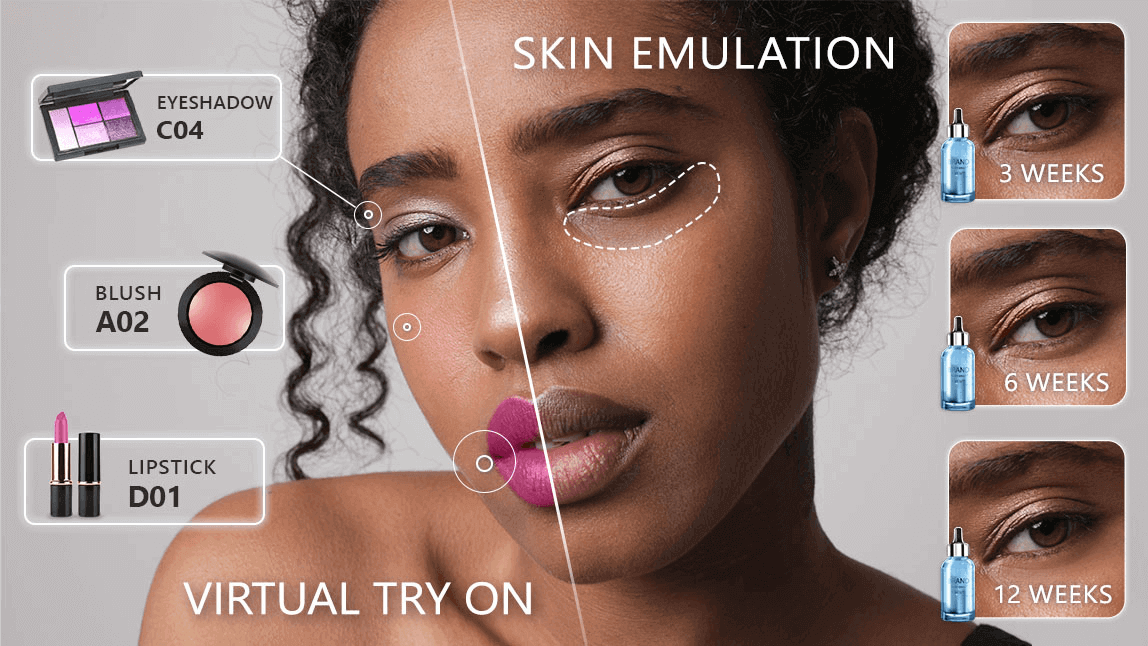 SKIN EMULATION
EYESHADOW
C04
BLUSH
A02
LIPSTICK
D01
VIRTUAL TRY ON
3 WEEKS
6 WEEKS
12 WEEKS